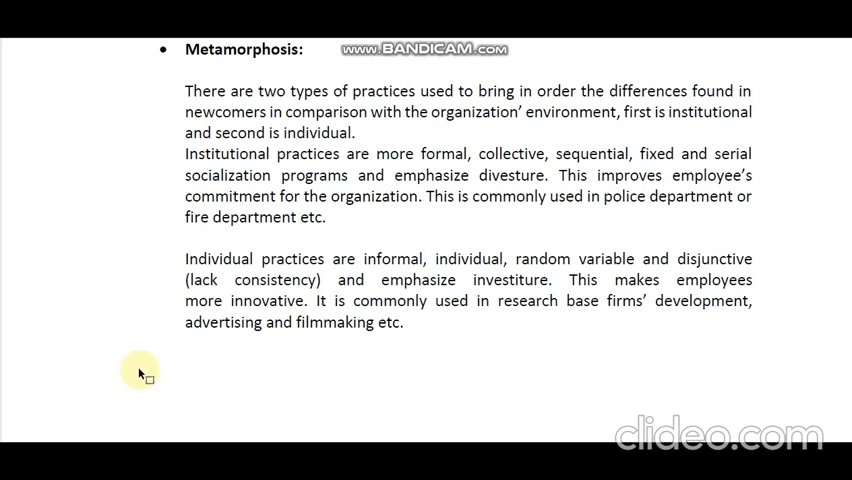 • Metamorphosis:
www.BANDICAM.com
There are two types of practices used to bring in order the differences found in
newcomers in comparison with the organization’ environment, first is institutional
and second is individual.
Institutional practices are more formal, collective, sequential, fixed and serial
socialization programs and emphasize divesture. This improves employee’s
commitment for the organization. This is commonly used in police department or
fire department etc.
Individual practices are informal, individual, random variable and disjunctive
(lack consistency) and emphasize investiture. This makes employees
more innovative. It is commonly used in research base firms’ development,
advertising and filmmaking etc.
clideo.com